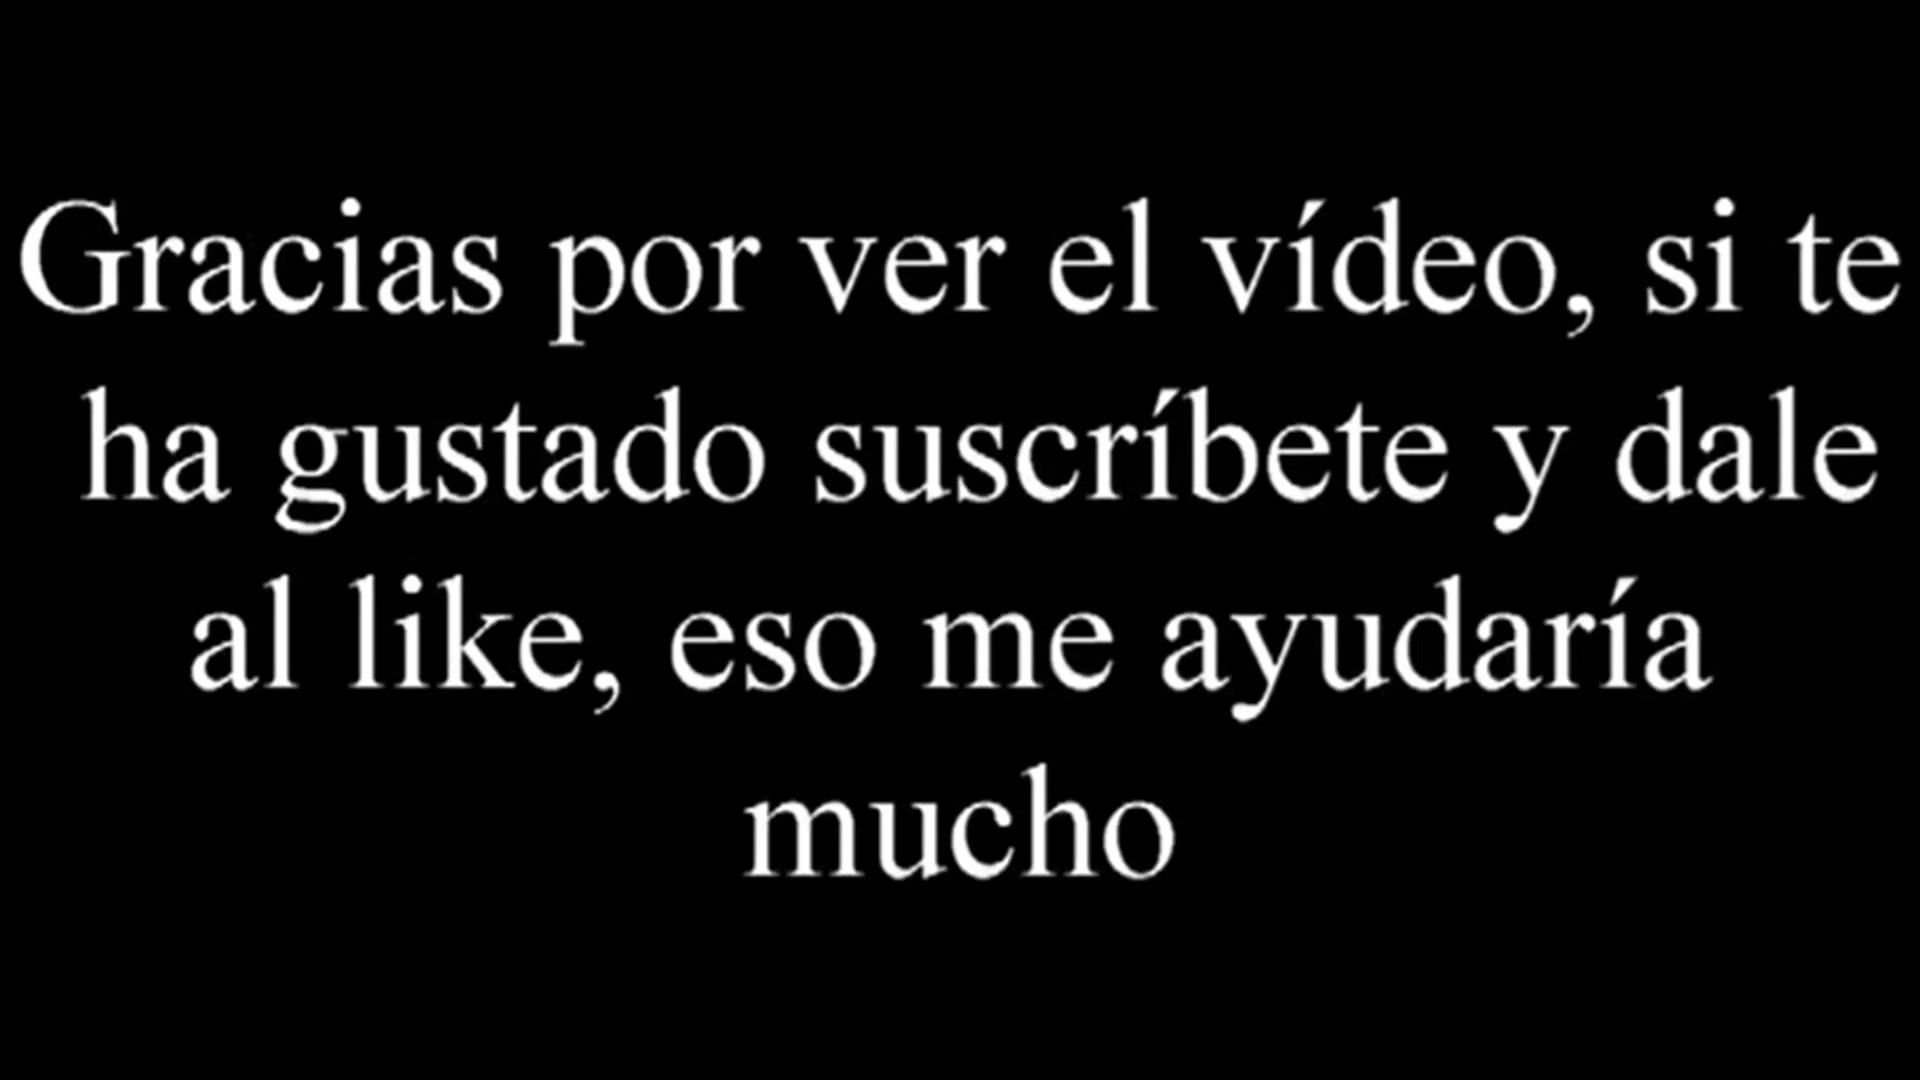 Gracias por ver el vídeo, si te
ha gustado suscríbete y dale
al like, eso me ayudaría
mucho